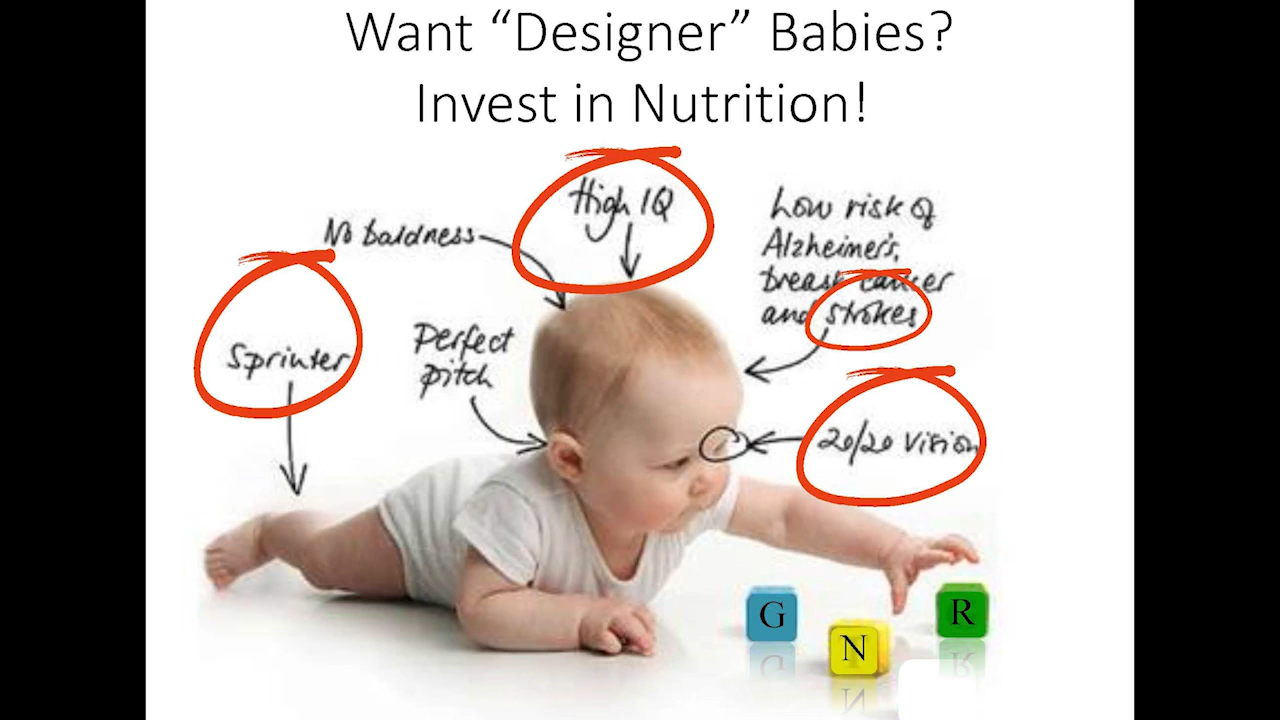 Want “Designer” Babies?
Invest in Nutrition!
High IQ
No baldness
Low risk of
Alzheimer's,
breast cancer
and strokes
Sprinter
Perfect
pitch
20/20 vision
G
N
R